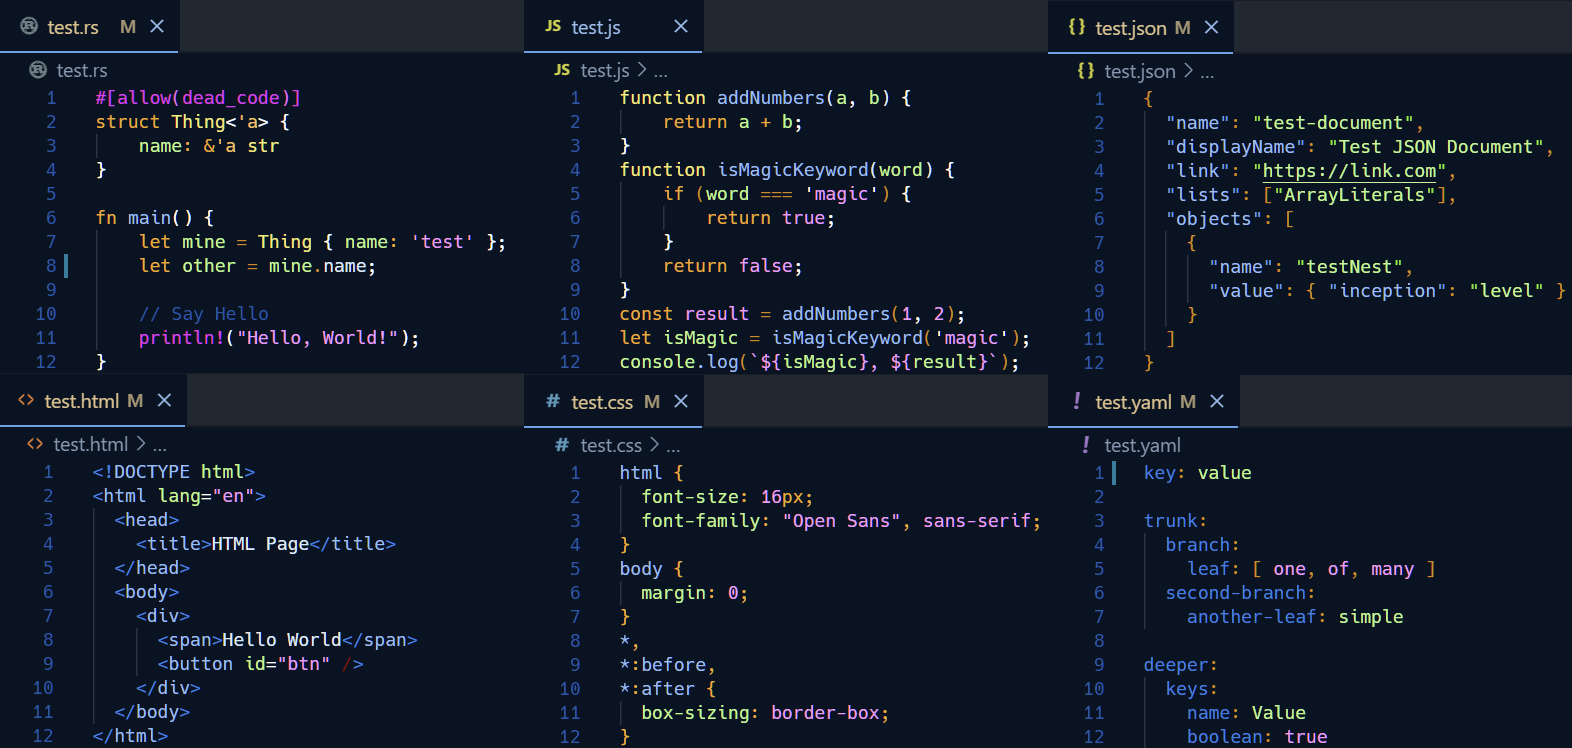 test.rs M ×
test.rs
1 #[allow(dead_code)]
2 struct Thing<'a> {
3     name: &'a str
4 }
5
6 fn main() {
7     let mine = Thing { name: 'test' };
8     let other = mine.name;
9
10     // Say Hello
11     println!("Hello, World!");
12 }
JS test.js ×
JS test.js > ...
1 function addNumbers(a, b) {
2     return a + b;
3 }
4 function isMagicKeyword(word) {
5     if (word === 'magic') {
6         return true;
7     }
8     return false;
9 }
10 const result = addNumbers(1, 2);
11 let isMagic = isMagicKeyword('magic');
12 console.log(`${isMagic}, ${result}`);
{} test.json M ×
{} test.json > ...
1 {
2   "name": "test-document",
3   "displayName": "Test JSON Document",
4   "link": "https://link.com",
5   "lists": ["ArrayLiterals"],
6   "objects": [
7     {
8       "name": "testNest",
9       "value": { "inception": "level" }
10     }
11   ]
12 }
<> test.html M ×
<> test.html > ...
1 <!DOCTYPE html>
2 <html lang="en">
3   <head>
4     <title>HTML Page</title>
5   </head>
6   <body>
7     <div>
8       <span>Hello World</span>
9       <button id="btn" />
10     </div>
11   </body>
12 </html>
# test.css M ×
# test.css > ...
1 html {
2   font-size: 16px;
3   font-family: "Open Sans", sans-serif;
4 }
5 body {
6   margin: 0;
7 }
8 *,
9 *:before,
10 *:after {
11   box-sizing: border-box;
12 }
! test.yaml M ×
! test.yaml
1 key: value
2
3 trunk:
4   branch:
5     leaf: [ one, of, many ]
6   second-branch:
7     another-leaf: simple
8
9 deeper:
10   keys:
11     name: Value
12     boolean: true